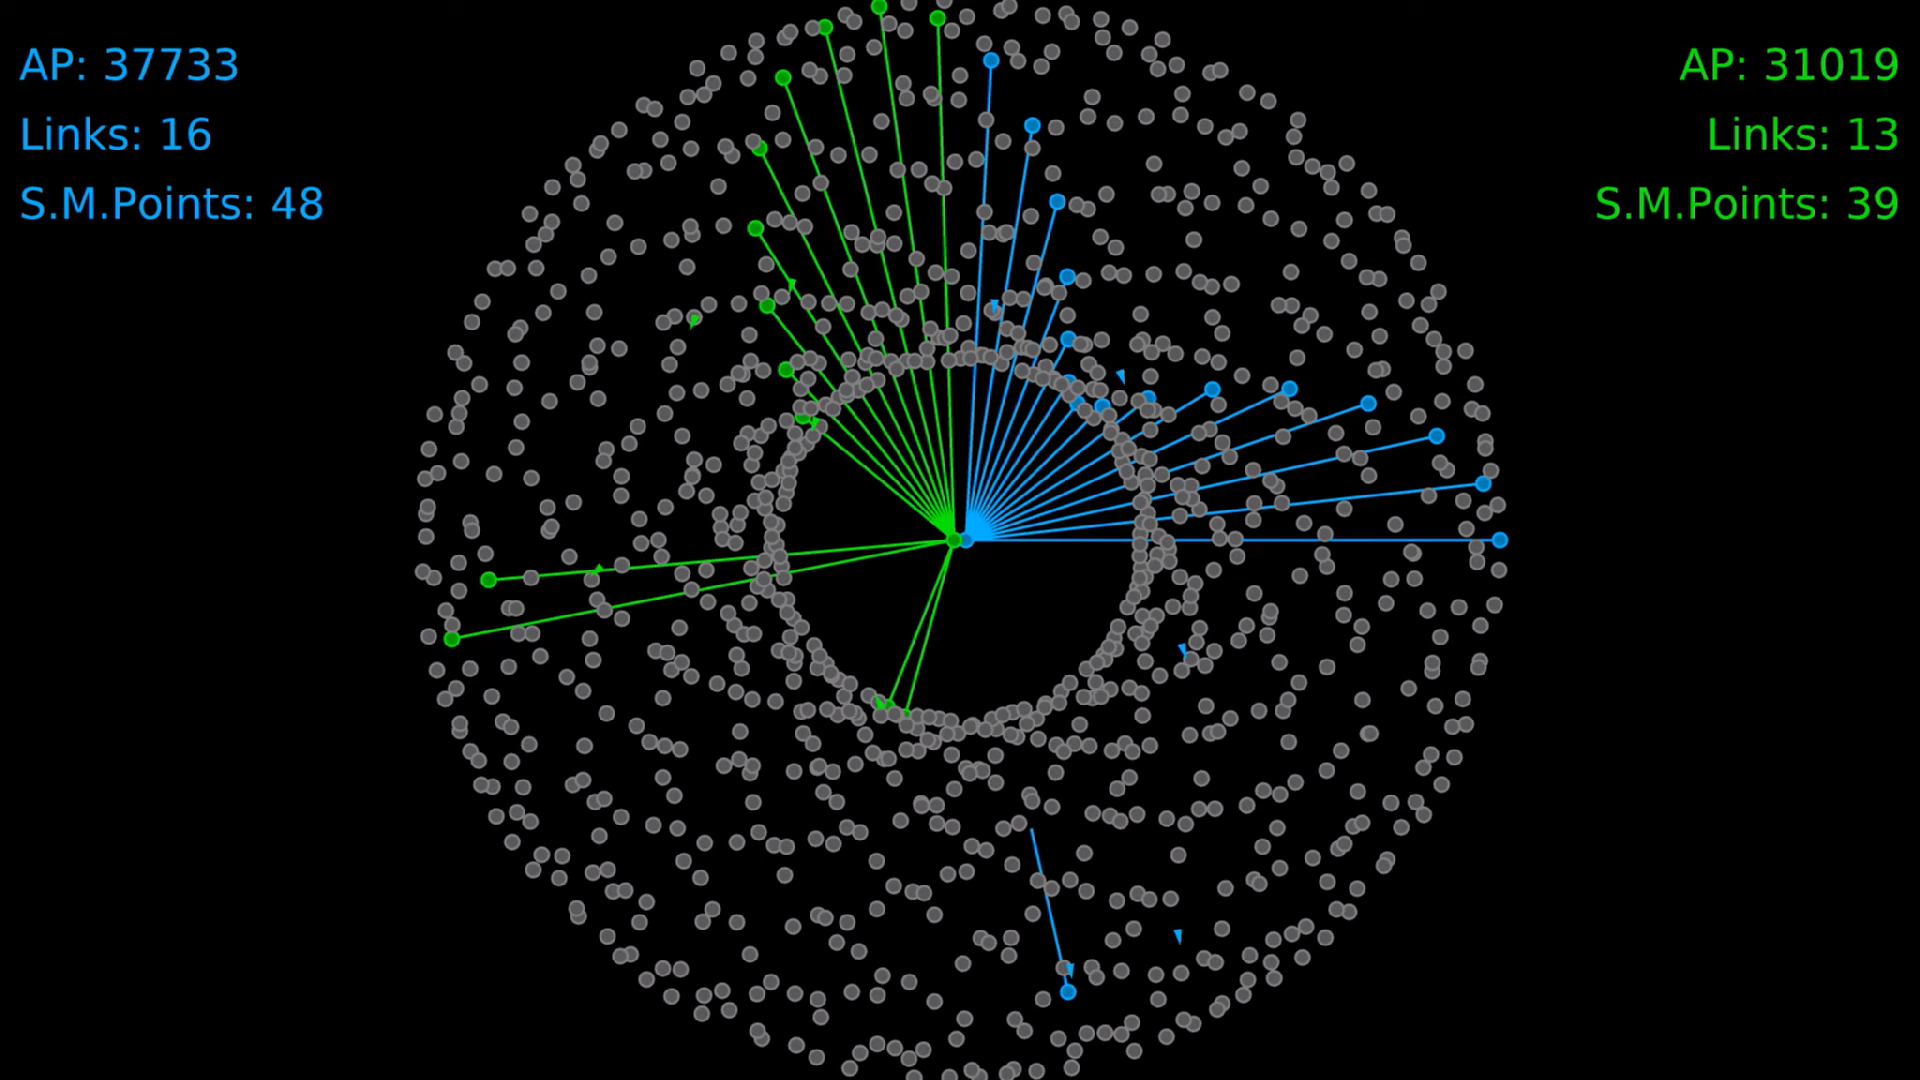 AP: 37733
Links: 16
S.M.Points: 48
AP: 31019
Links: 13
S.M.Points: 39